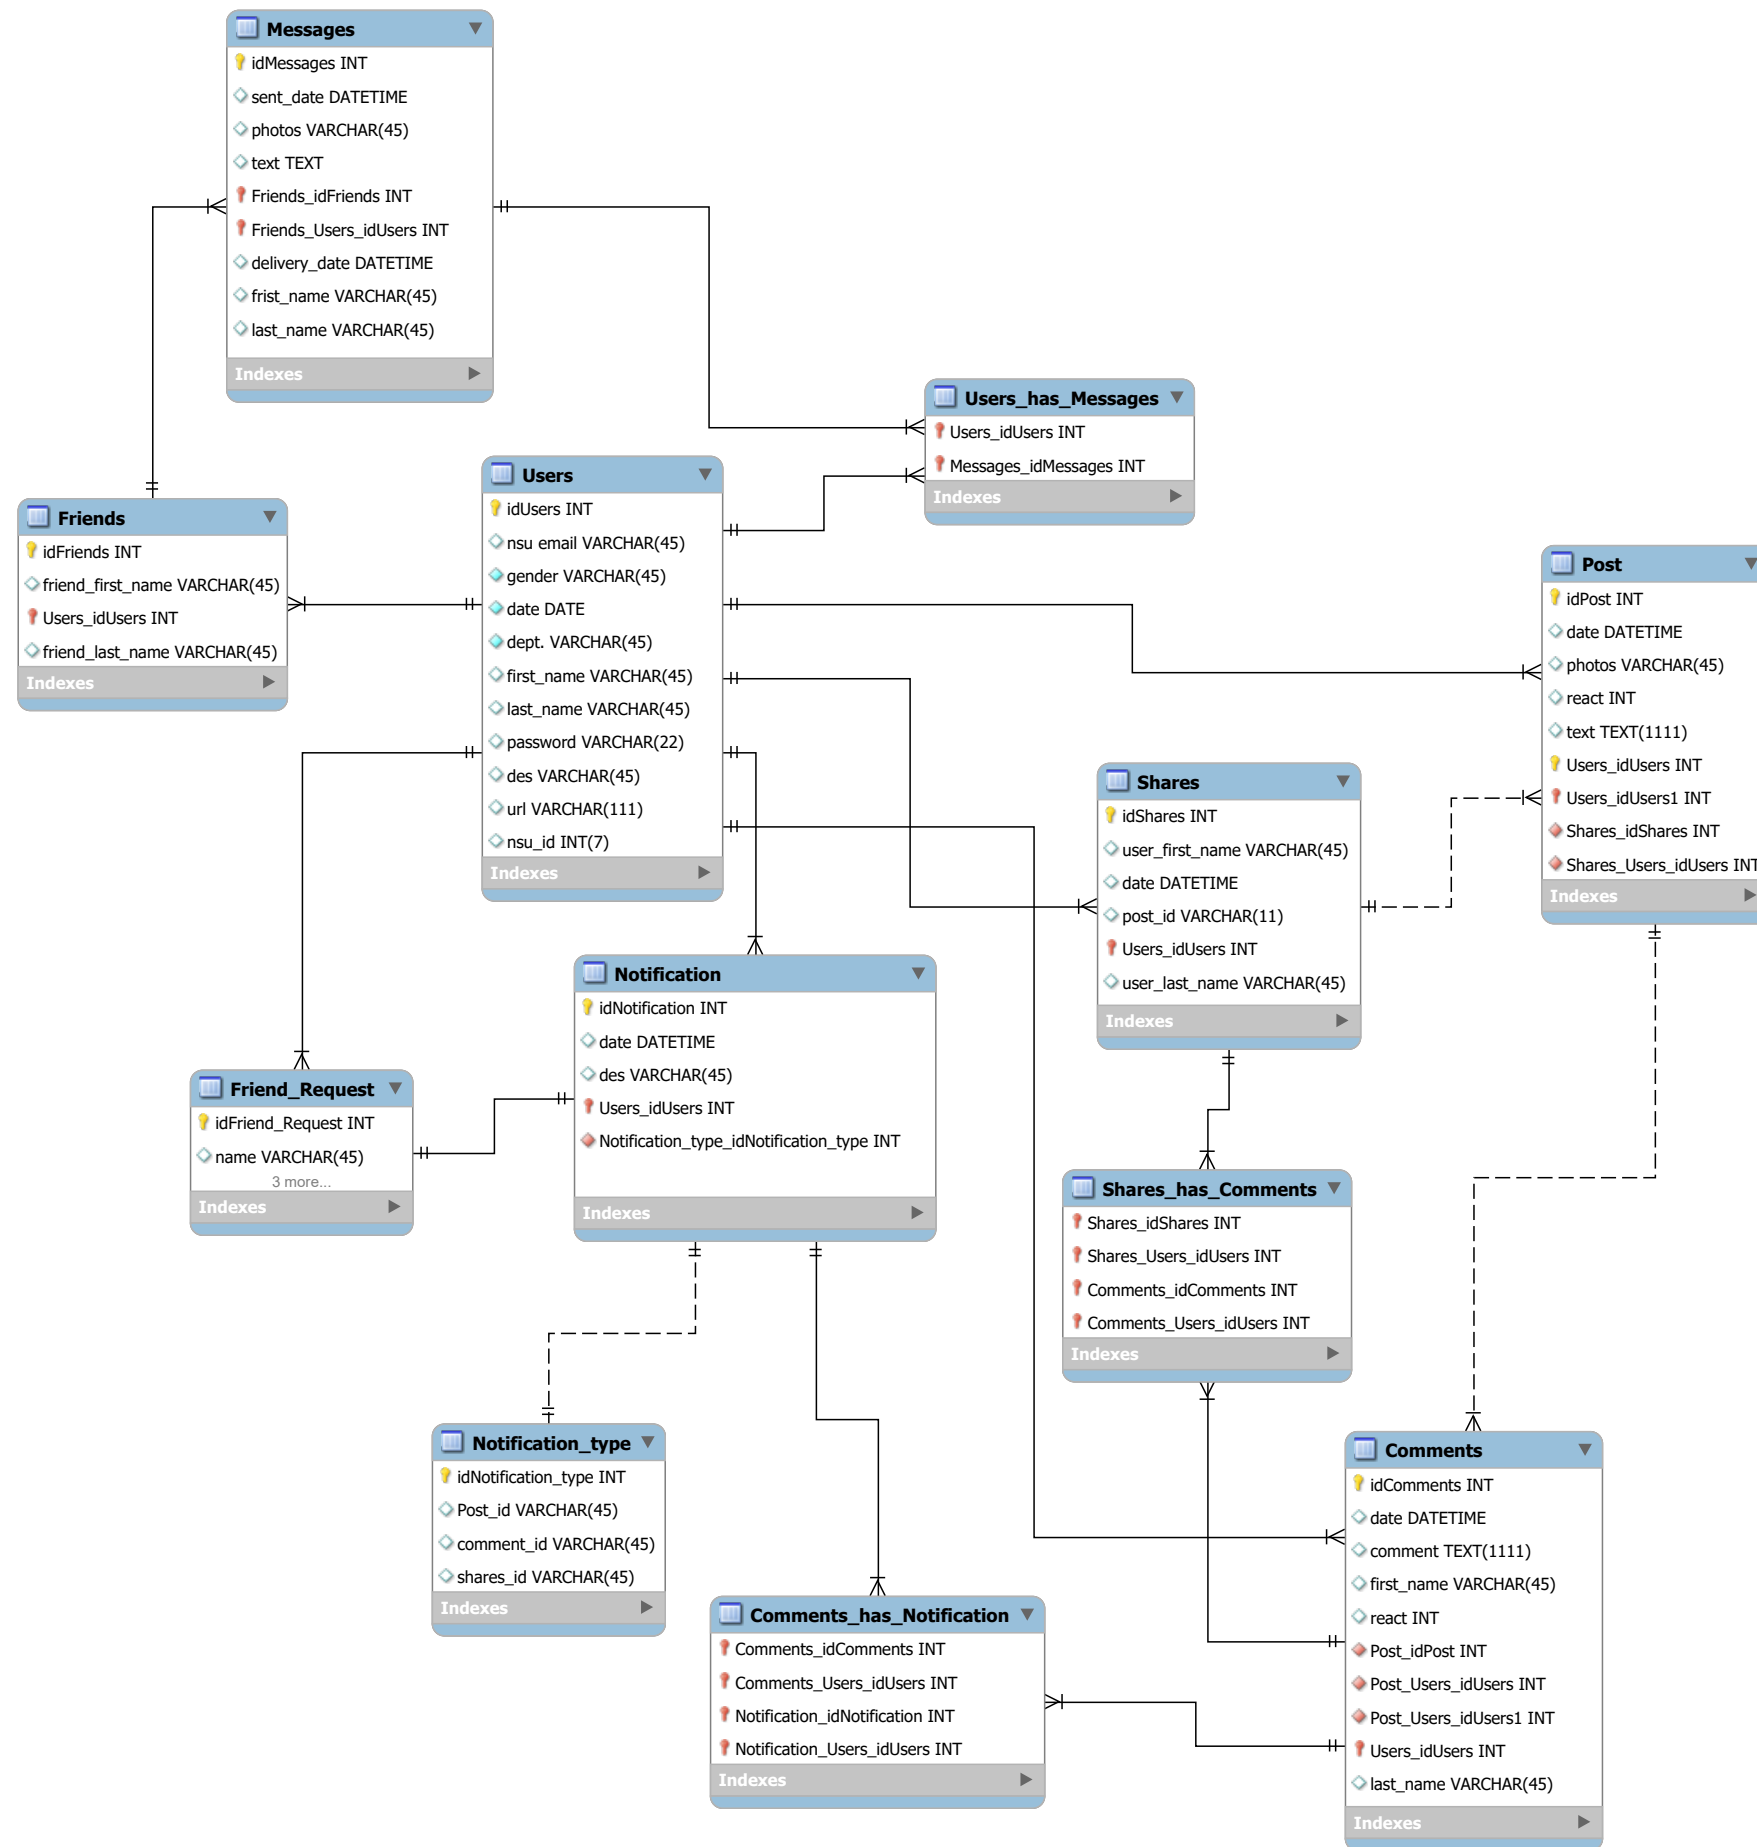 Messages
idMessages INT
sent_date DATETIME
photos VARCHAR(45)
text TEXT
Friends_idFriends INT
Friends_Users_idUsers INT
delivery_date DATETIME
frist_name VARCHAR(45)
last_name VARCHAR(45)
Indexes
Users_has_Messages
Users_idUsers INT
Messages_idMessages INT
Indexes
Users
idUsers INT
nsu email VARCHAR(45)
gender VARCHAR(45)
date DATE
dept. VARCHAR(45)
first_name VARCHAR(45)
last_name VARCHAR(45)
password VARCHAR(22)
des VARCHAR(45)
url VARCHAR(111)
nsu_id INT(7)
Indexes
Friends
idFriends INT
friend_first_name VARCHAR(45)
Users_idUsers INT
friend_last_name VARCHAR(45)
Indexes
Post
idPost INT
date DATETIME
photos VARCHAR(45)
react INT
text TEXT(1111)
Users_idUsers INT
Users_idUsers1 INT
Shares_idShares INT
Shares_Users_idUsers INT
Indexes
Shares
idShares INT
user_first_name VARCHAR(45)
date DATETIME
post_id VARCHAR(11)
Users_idUsers INT
user_last_name VARCHAR(45)
Indexes
Notification
idNotification INT
date DATETIME
des VARCHAR(45)
Users_idUsers INT
Notification_type_idNotification_type INT
Indexes
Friend_Request
idFriend_Request INT
name VARCHAR(45)
3 more...
Indexes
Shares_has_Comments
Shares_idShares INT
Shares_Users_idUsers INT
Comments_idComments INT
Comments_Users_idUsers INT
Indexes
Notification_type
idNotification_type INT
Post_id VARCHAR(45)
comment_id VARCHAR(45)
shares_id VARCHAR(45)
Indexes
Comments
idComments INT
date DATETIME
comment TEXT(1111)
first_name VARCHAR(45)
react INT
Post_idPost INT
Post_Users_idUsers INT
Post_Users_idUsers1 INT
Users_idUsers INT
last_name VARCHAR(45)
Indexes
Comments_has_Notification
Comments_idComments INT
Comments_Users_idUsers INT
Notification_idNotification INT
Notification_Users_idUsers INT
Indexes